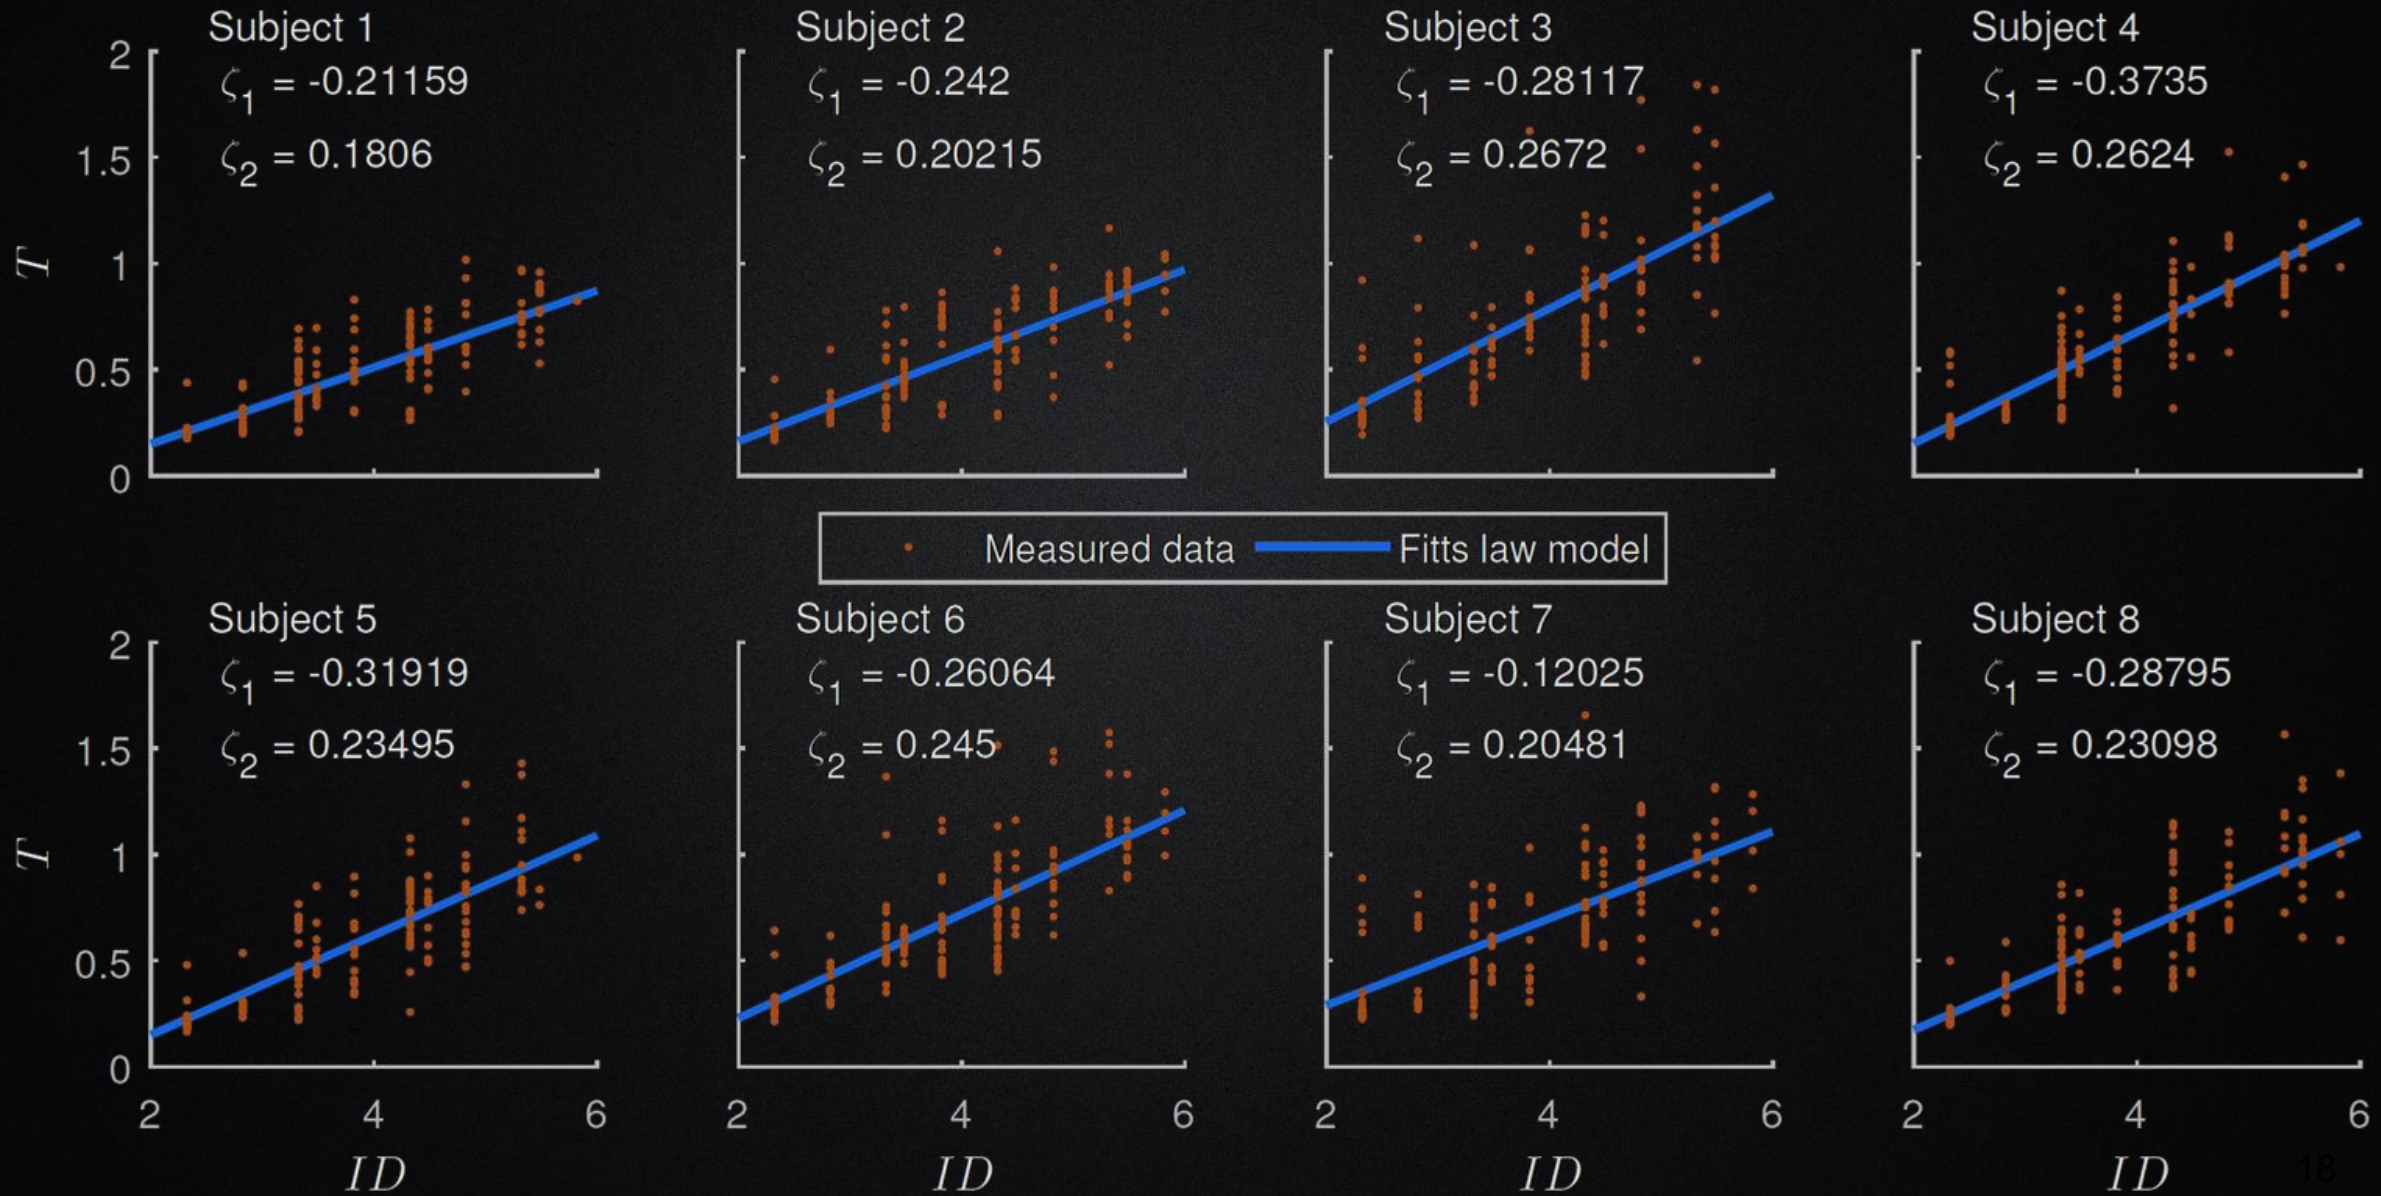 Subject 1
ζ1 = -0.21159
ζ2 = 0.1806
Subject 2
ζ1 = -0.242
ζ2 = 0.20215
Subject 3
ζ1 = -0.28117
ζ2 = 0.2672
Subject 4
ζ1 = -0.3735
ζ2 = 0.2624
2
1.5
1
0.5
0
T
Measured data
Fitts law model
Subject 5
ζ1 = -0.31919
ζ2 = 0.23495
Subject 6
ζ1 = -0.26064
ζ2 = 0.245
Subject 7
ζ1 = -0.12025
ζ2 = 0.20481
Subject 8
ζ1 = -0.28795
ζ2 = 0.23098
2
1.5
1
0.5
0
T
2 4 6
2 4 6
2 4 6
2 4 6
ID
ID
ID
ID
18